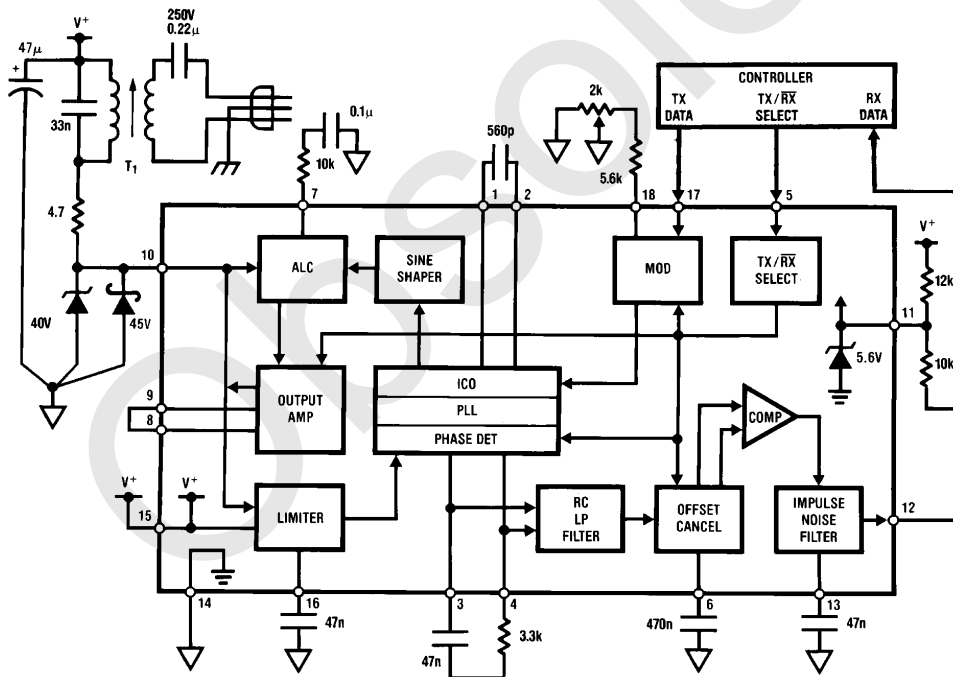 Obsole
V+
47μ
+
33n
T1
4.7
40V
45V
250V
0.22μ
10k
0.1μ
560p
2k
5.6k
CONTROLLER
TX
DATA
TX/R̅X̅
SELECT
RX
DATA
7
1
2
18
17
5
10
ALC
SINE
SHAPER
MOD
TX/R̅X̅
SELECT
V+
12k
11
10k
5.6V
9
8
OUTPUT
AMP
ICO
PLL
PHASE DET
COMP
V+
V+
15
LIMITER
RC
LP
FILTER
OFFSET
CANCEL
IMPULSE
NOISE
FILTER
12
14
16
3
4
6
13
47n
47n
3.3k
470n
47n